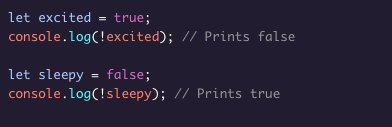 let excited = true;
console.log(!excited); // Prints false
let sleepy = false;
console.log(!sleepy); // Prints true